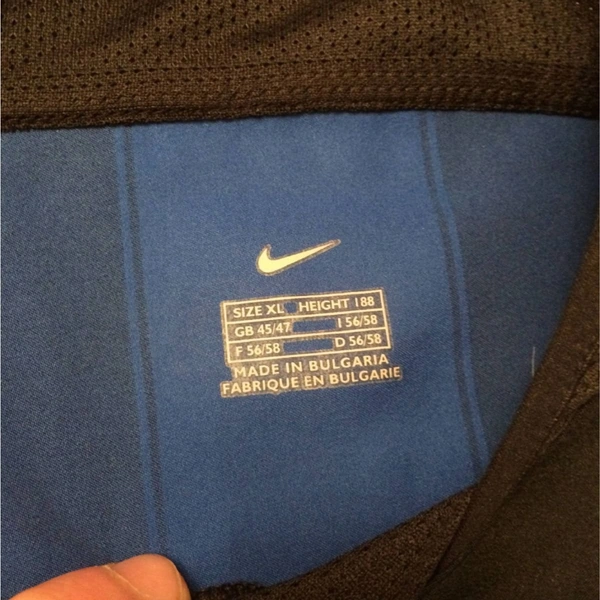 SIZE XL HEIGHT 188
GB 45/47 I 56/58
F 56/58 D 56/58
MADE IN BULGARIA
FABRIQUE EN BULGARIE